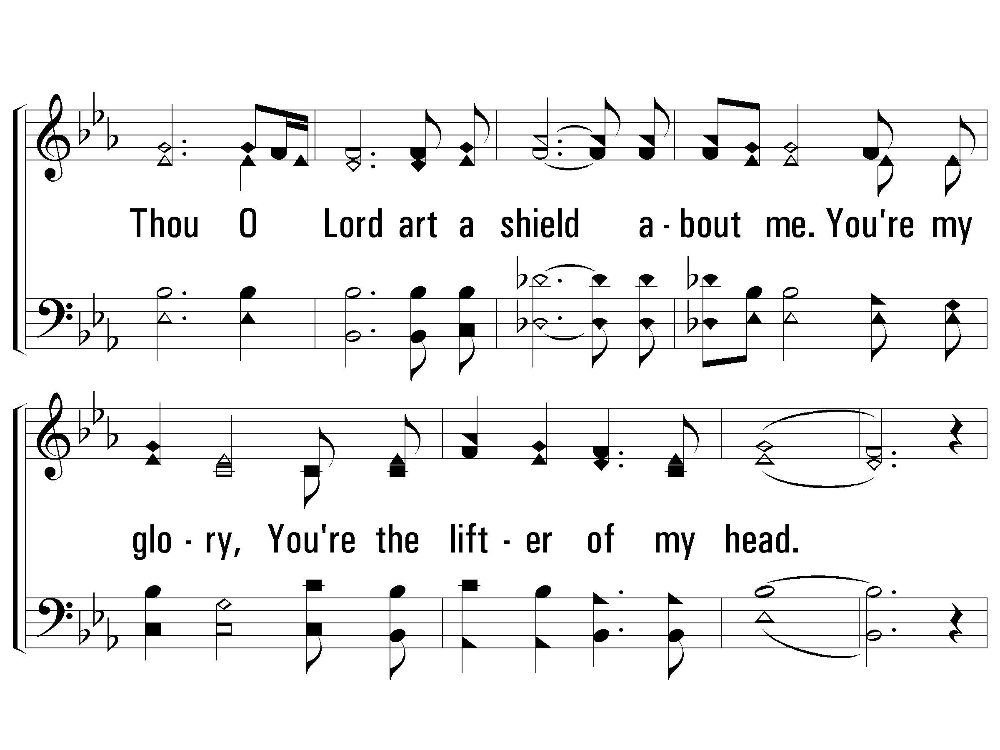 Thou O Lord art a shield a - bout me. You're my
glo - ry, You're the lift - er of my head.